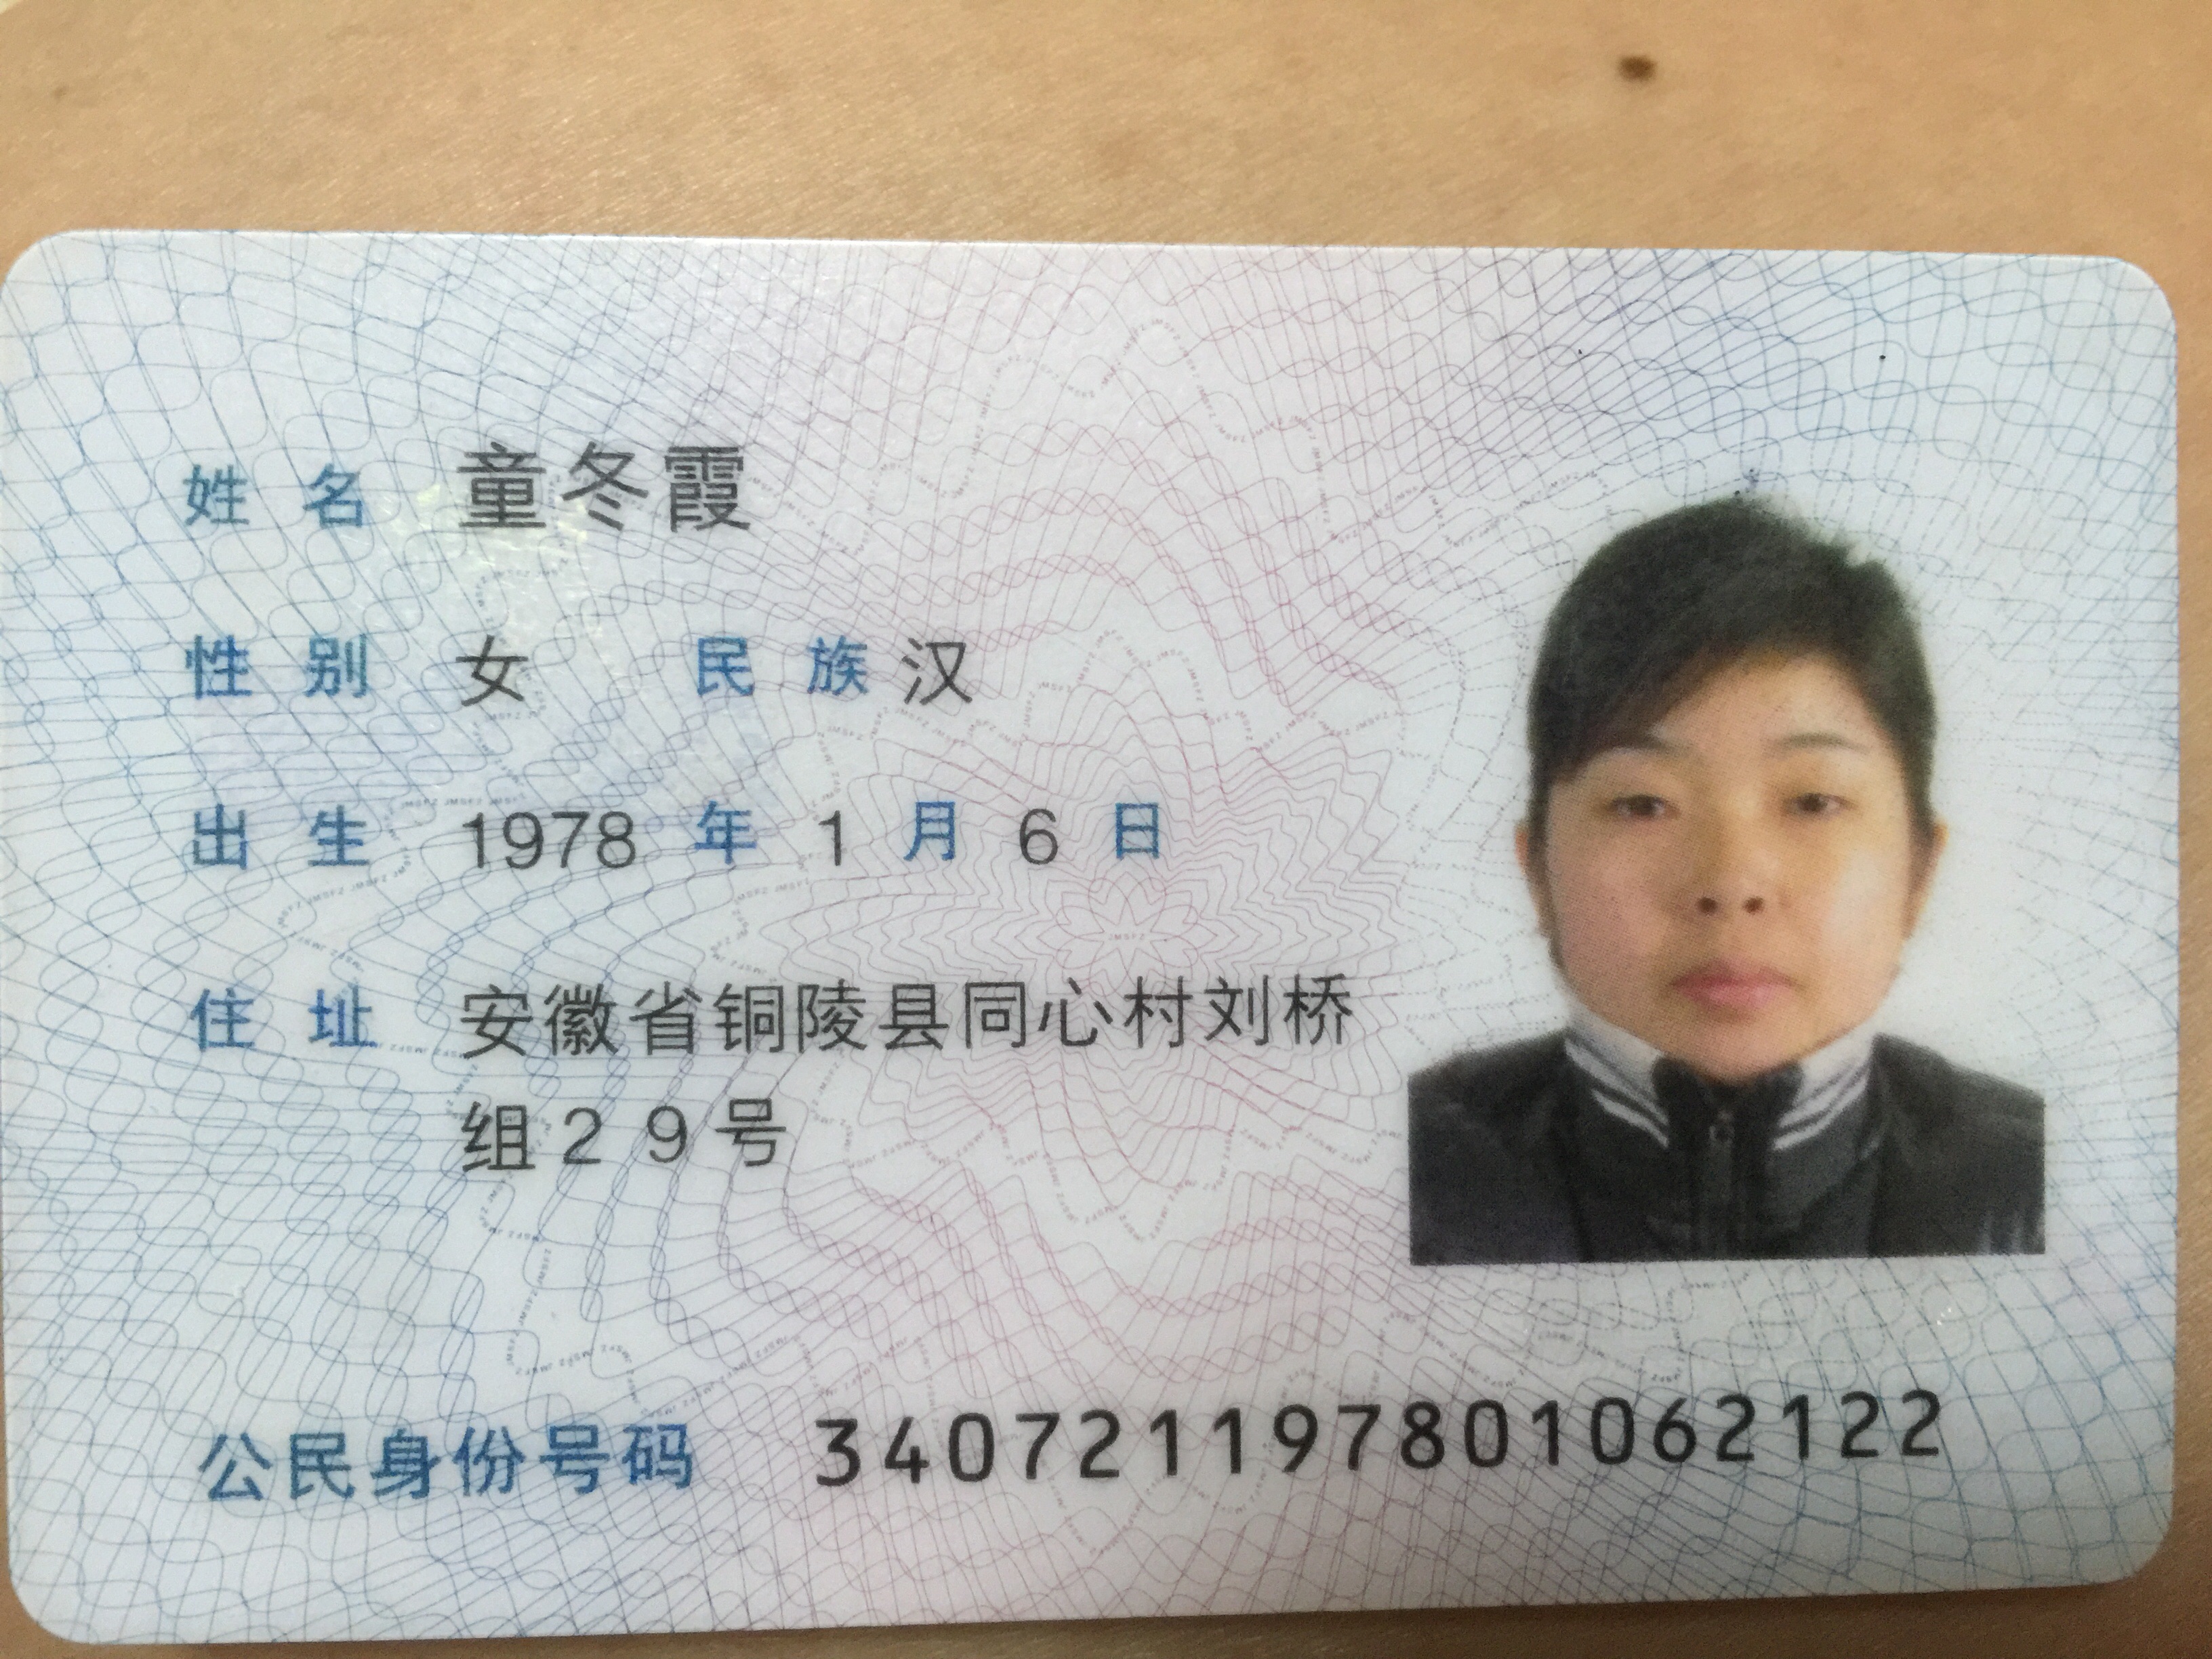 姓名 童冬霞
性别 女 民族 汉
出生 1978 年 1 月 6 日
住址 安徽省铜陵县同心村刘桥
组29号
公民身份号码 340721197801062122